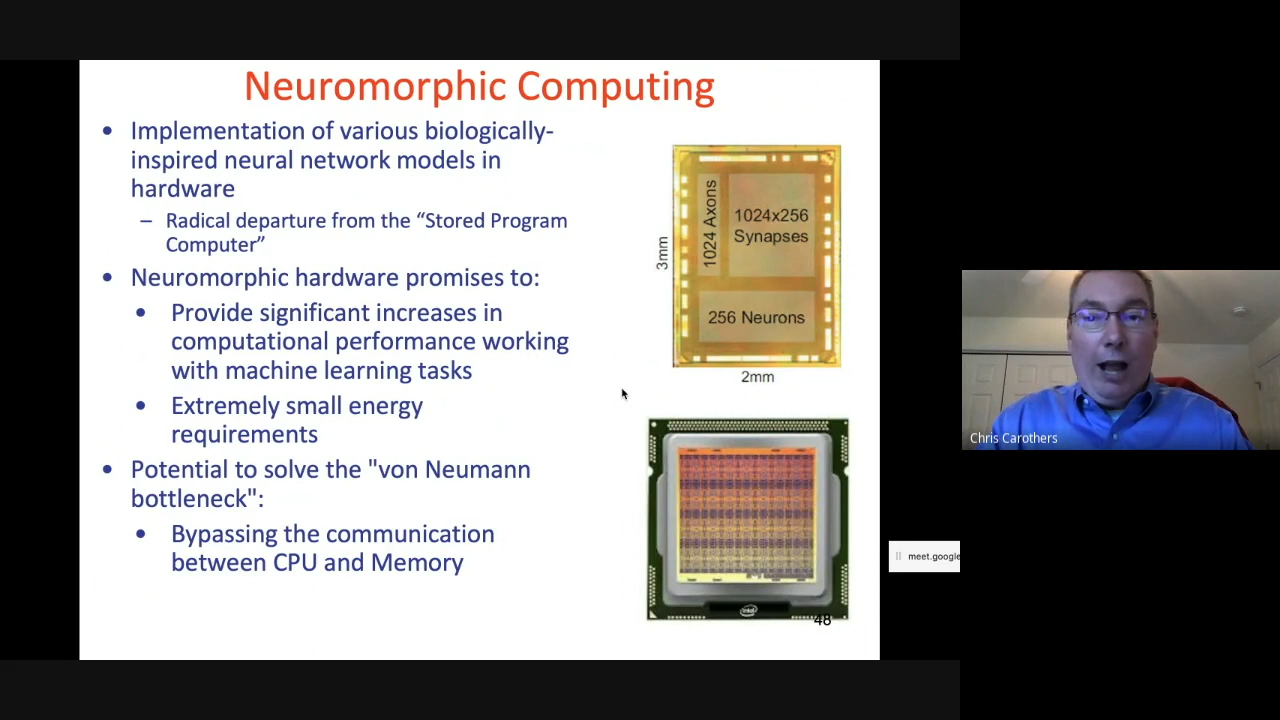 Neuromorphic Computing
• Implementation of various biologically-
inspired neural network models in
hardware
– Radical departure from the “Stored Program
Computer”
• Neuromorphic hardware promises to:
• Provide significant increases in
computational performance working
with machine learning tasks
• Extremely small energy
requirements
• Potential to solve the "von Neumann
bottleneck":
• Bypassing the communication
between CPU and Memory
1024 Axons
1024x256
Synapses
256 Neurons
3mm
2mm
intel
48
Chris Carothers
meet.google